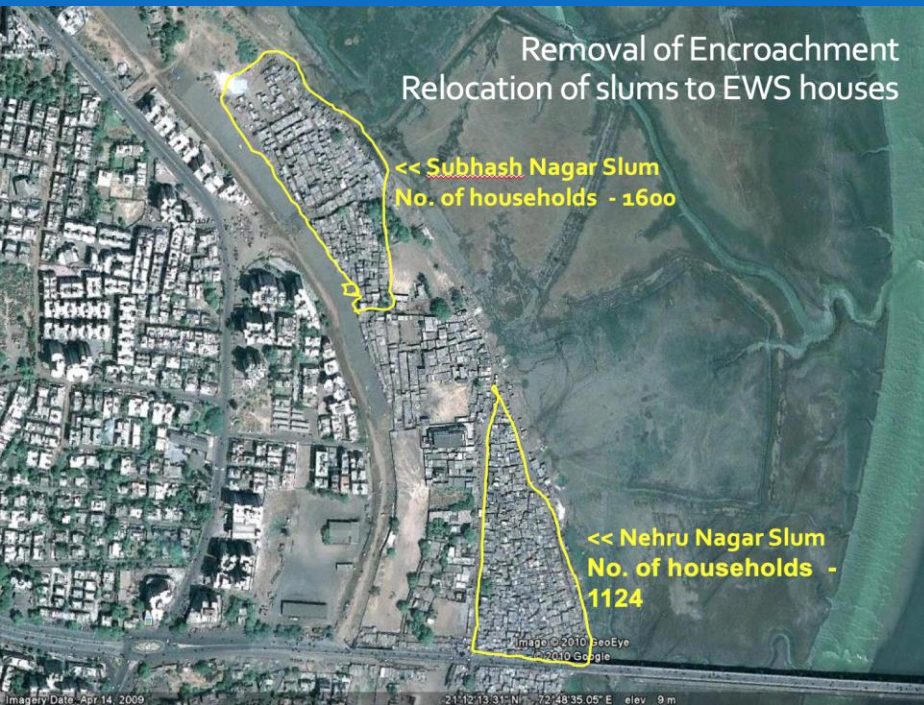 Removal of Encroachment
Relocation of slums to EWS houses
<< Subhash Nagar Slum
No. of households - 1600
<< Nehru Nagar Slum
No. of households -
1124
Image © 2010 GeoEye
© 2010 Google
Imagery Date: Apr 14, 2009
21°12'13.31" N 72°48'35.05" E elev 9 m